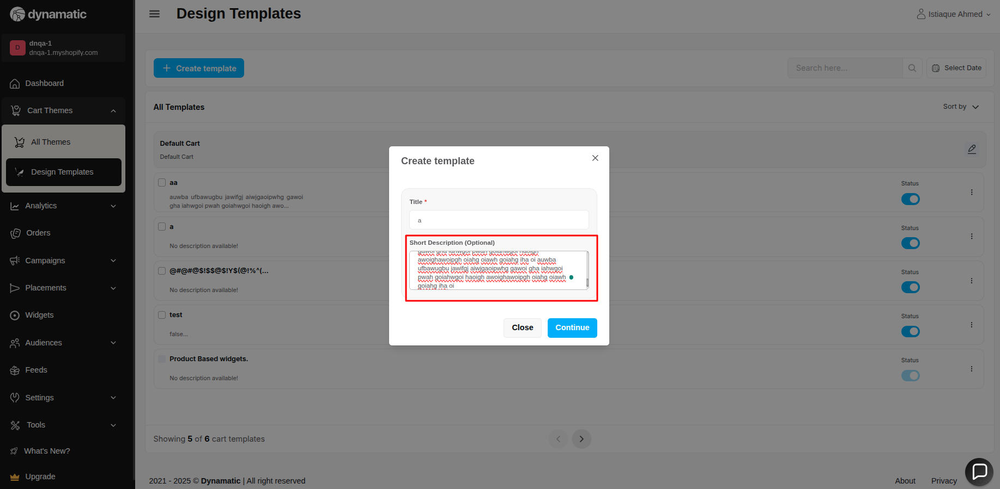 dynamatic
Design Templates
Istiaque Ahmed
D
dnqa-1
dnqa-1.myshopify.com
Dashboard
Cart Themes
All Themes
Design Templates
Analytics
Orders
Campaigns
Placements
Widgets
Audiences
Feeds
Settings
Tools
What's New?
Upgrade
Create template
Search here...
Select Date
All Templates
Sort by
Default Cart
Default Cart
aa
auwba ufbawugbu jawifgj aiwjgaoipwhg gawoi
gha iahwgoi pwah goiahwgoi haoigh awo...
Status
a
No description available!
Status
@#@#@$!$$@$!Y$(@!%^(...
No description available!
Status
test
false...
Status
Product Based widgets.
No description available!
Status
Create template
Title *
a
Short Description (Optional)
gawoi gha iahwgoi pwah goiahwgoi haoigh
awoighawoipgh oiahg oiawh goiahg iha oi auwba
ufbawugbu jawifgj aiwjgaoipwhg gawoi gha iahwgoi
pwah goiahwgoi haoigh awoighawoipgh oiahg oiawh
goiahg iha oi
Close
Continue
Showing 5 of 6 cart templates
2021 - 2025 © Dynamatic | All right reserved
About
Privacy